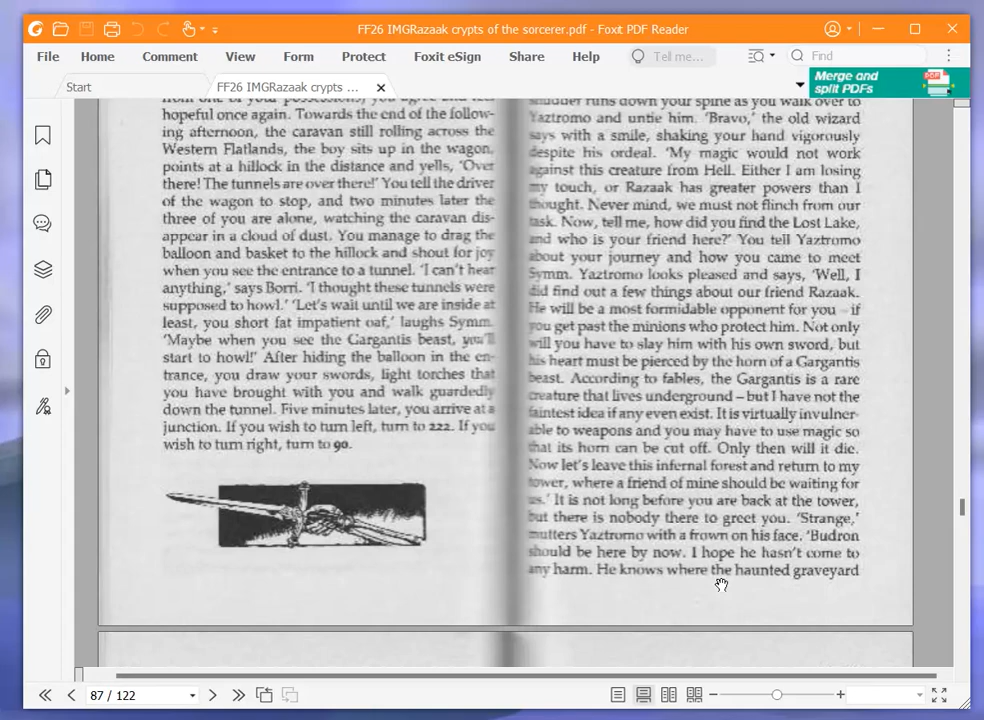 FF26 IMGRazaak crypts of the sorcerer.pdf - Foxit PDF Reader
File Home Comment View Form Protect Foxit eSign Share Help Tell me... Find
Start FF26 IMGRazaak crypts ...
Merge and
split PDFs
from one of your possessions, you agree and feel
hopeful once again. Towards the end of the follow-
ing afternoon, the caravan still rolling across the
Western Flatlands, the boy sits up in the wagon,
points at a hillock in the distance and yells, ‘Over
there! The tunnels are over there!’ You tell the driver
of the wagon to stop, and two minutes later the
three of you are alone, watching the caravan dis-
appear in a cloud of dust. You manage to drag the
balloon and basket to the hillock and shout for joy
when you see the entrance to a tunnel. ‘I can’t hear
anything,’ says Borri. ‘I thought these tunnels were
supposed to howl.’ ‘Let’s wait until we are inside at
least, you short fat impatient oaf,’ laughs Symm.
‘Maybe when you see the Gargantis beast, you’ll
start to howl!’ After hiding the balloon in the en-
trance, you draw your swords, light torches that
you have brought with you and walk guardedly
down the tunnel. Five minutes later, you arrive at a
junction. If you wish to turn left, turn to 222. If you
wish to turn right, turn to 90.
shudder runs down your spine as you walk over to
Yaztromo and untie him. ‘Bravo,’ the old wizard
says with a smile, shaking your hand vigorously
despite his ordeal. ‘My magic would not work
against this creature from Hell. Either I am losing
my touch, or Razaak has greater powers than I
thought. Never mind, we must not flinch from our
task. Now, tell me, how did you find the Lost Lake,
and who is your friend here?’ You tell Yaztromo
about your journey and how you came to meet
Symm. Yaztromo looks pleased and says, ‘Well, I
did find out a few things about our friend Razaak.
He will be a most formidable opponent for you – if
you get past the minions who protect him. Not only
will you have to slay him with his own sword, but
his heart must be pierced by the horn of a Gargantis
beast. According to fables, the Gargantis is a rare
creature that lives underground – but I have not the
faintest idea if any even exist. It is virtually invulner-
able to weapons and you may have to use magic so
that its horn can be cut off. Only then will it die.
Now let’s leave this infernal forest and return to my
tower, where a friend of mine should be waiting for
us.’ It is not long before you are back at the tower,
but there is nobody there to greet you. ‘Strange,’
mutters Yaztromo with a frown on his face. ‘Budron
should be here by now. I hope he hasn’t come to
any harm. He knows where the haunted graveyard
87 / 122